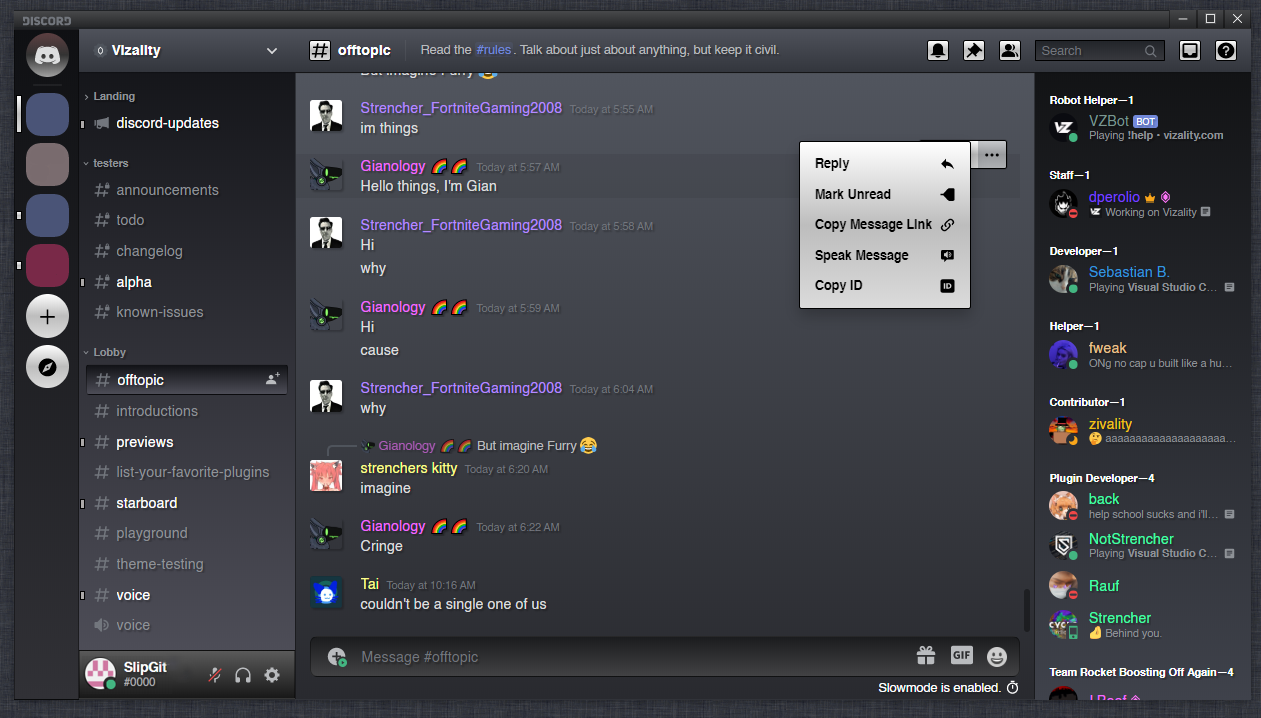 DISCORD
VIzality
offtopic
Read the #rules. Talk about just about anything, but keep it civil.
Search
Landing
discord-updates
testers
announcements
todo
changelog
alpha
known-issues
Lobby
offtopic
introductions
previews
list-your-favorite-plugins
starboard
playground
theme-testing
voice
voice
SlipGit
#0000
But imagine Furry 😂
Strencher_FortniteGaming2008 Today at 5:55 AM
im things
Gianology 🌈 🌈 Today at 5:57 AM
Hello things, I'm Gian
Strencher_FortniteGaming2008 Today at 5:58 AM
Hi
why
Gianology 🌈 🌈 Today at 5:59 AM
Hi
cause
Strencher_FortniteGaming2008 Today at 6:04 AM
why
Gianology 🌈 🌈 But imagine Furry 😂
strenchers kitty Today at 6:20 AM
imagine
Gianology 🌈 🌈 Today at 6:22 AM
Cringe
Tai Today at 10:16 AM
couldn't be a single one of us
Message #offtopic
GIF
Slowmode is enabled.
Reply
Mark Unread
Copy Message Link
Speak Message
Copy ID
ID
Robot Helper—1
VZ
VZBot BOT
Playing !help • vizality.com
Staff—1
dperolio
VZ Working on Vizality
Developer—1
Sebastian B.
Playing Visual Studio C…
Helper—1
fweak
ONg no cap u built like a hu…
Contributor—1
zivality
🤔 aaaaaaaaaaaaaaaaaaaa…
Plugin Developer—4
back
help school sucks and i'll…
NotStrencher
Playing Visual Studio C…
Rauf
Strencher
Behind you.
Team Rocket Boosting Off Again—4